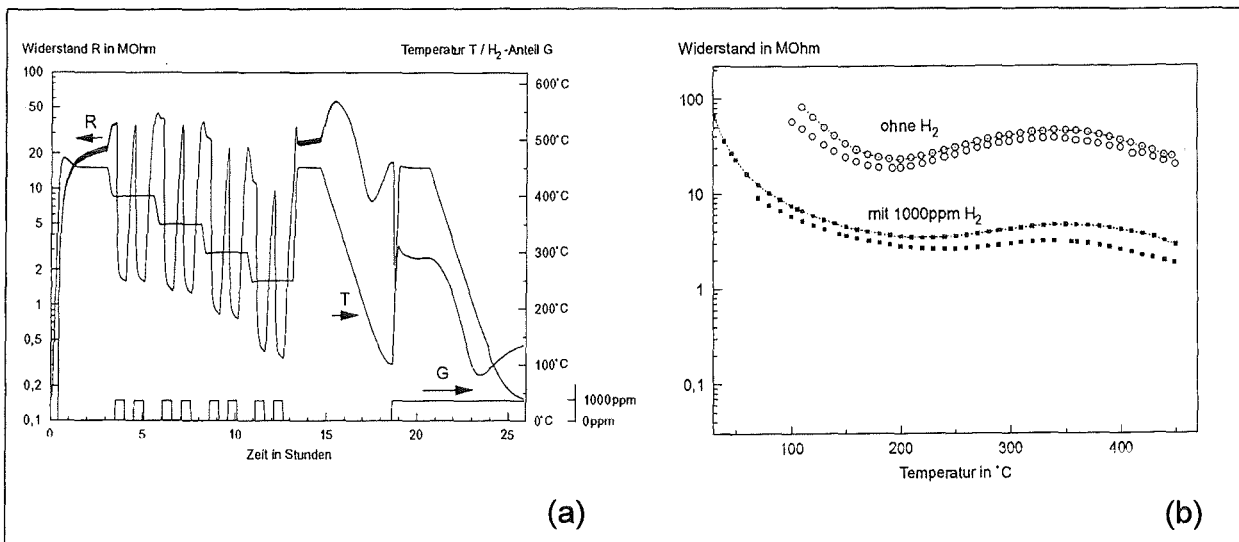 Widerstand R in MOhm
Temperatur T / H₂-Anteil G
100
50
20
10
5
2
1
0,5
0,2
0,1
600°C
500°C
400°C
300°C
200°C
100°C
0°C
1000ppm
0ppm
R
T
G
0 5 10 15 20 25
Zeit in Stunden
(a)
Widerstand in MOhm
100
10
1
0,1
ohne H₂
mit 1000ppm H₂
100 200 300 400
Temperatur in °C
(b)